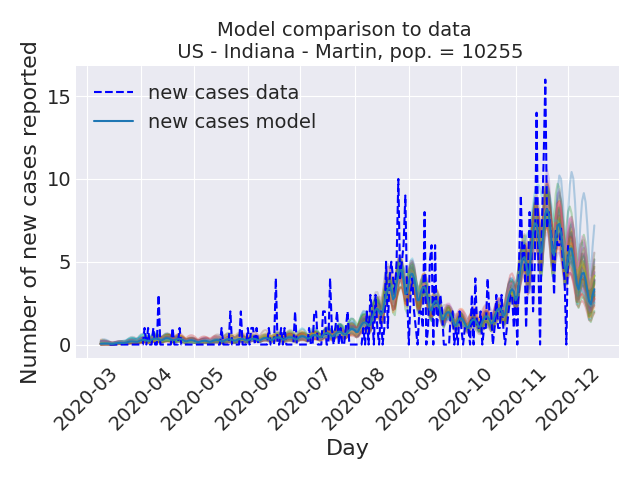 Model comparison to data
US - Indiana - Martin, pop. = 10255
Number of new cases reported
15
10
5
0
new cases data
new cases model
2020-03
2020-04
2020-05
2020-06
2020-07
2020-08
2020-09
2020-10
2020-11
2020-12
Day